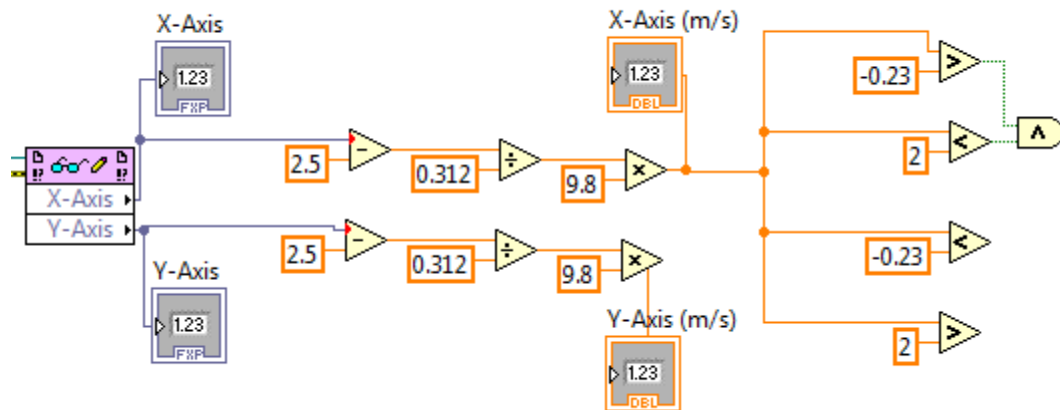 X-Axis
1.23
FXP
X-Axis (m/s)
1.23
DBL
>
-0.23
2.5
-
0.312
÷
9.8
×
<
2
∧
X-Axis
Y-Axis
2.5
-
0.312
÷
9.8
×
<
-0.23
Y-Axis
1.23
FXP
Y-Axis (m/s)
1.23
DBL
>
2